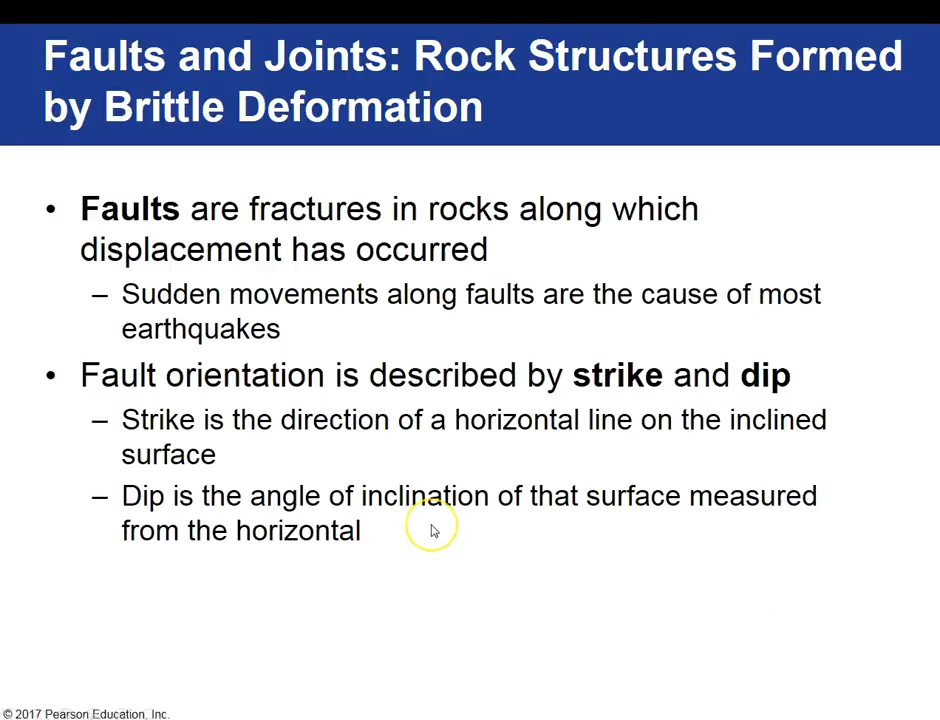 Faults and Joints: Rock Structures Formed
by Brittle Deformation
• Faults are fractures in rocks along which
displacement has occurred
– Sudden movements along faults are the cause of most
earthquakes
• Fault orientation is described by strike and dip
– Strike is the direction of a horizontal line on the inclined
surface
– Dip is the angle of inclination of that surface measured
from the horizontal
© 2017 Pearson Education, Inc.